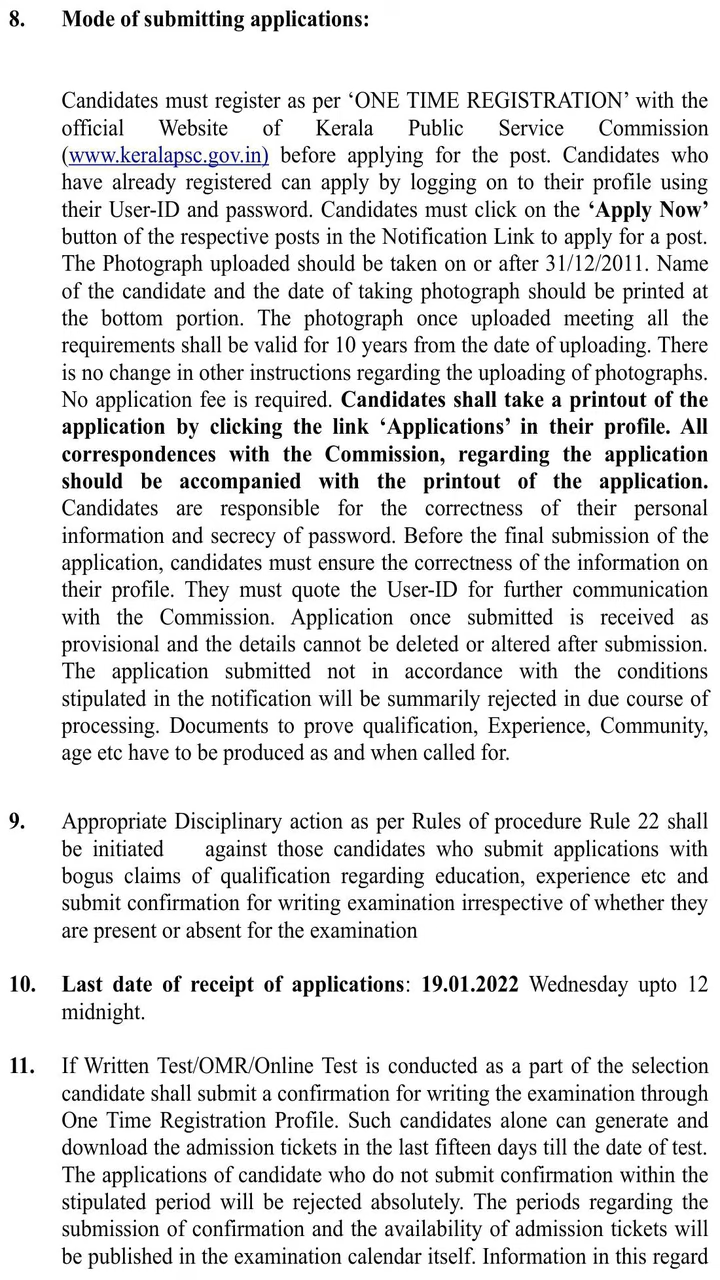 8. Mode of submitting applications:
Candidates must register as per ‘ONE TIME REGISTRATION’ with the
official Website of Kerala Public Service Commission
(www.keralapsc.gov.in) before applying for the post. Candidates who
have already registered can apply by logging on to their profile using
their User-ID and password. Candidates must click on the ‘Apply Now’
button of the respective posts in the Notification Link to apply for a post.
The Photograph uploaded should be taken on or after 31/12/2011. Name
of the candidate and the date of taking photograph should be printed at
the bottom portion. The photograph once uploaded meeting all the
requirements shall be valid for 10 years from the date of uploading. There
is no change in other instructions regarding the uploading of photographs.
No application fee is required. Candidates shall take a printout of the
application by clicking the link ‘Applications’ in their profile. All
correspondences with the Commission, regarding the application
should be accompanied with the printout of the application.
Candidates are responsible for the correctness of their personal
information and secrecy of password. Before the final submission of the
application, candidates must ensure the correctness of the information on
their profile. They must quote the User-ID for further communication
with the Commission. Application once submitted is received as
provisional and the details cannot be deleted or altered after submission.
The application submitted not in accordance with the conditions
stipulated in the notification will be summarily rejected in due course of
processing. Documents to prove qualification, Experience, Community,
age etc have to be produced as and when called for.
9. Appropriate Disciplinary action as per Rules of procedure Rule 22 shall
be initiated against those candidates who submit applications with
bogus claims of qualification regarding education, experience etc and
submit confirmation for writing examination irrespective of whether they
are present or absent for the examination
10. Last date of receipt of applications: 19.01.2022 Wednesday upto 12
midnight.
11. If Written Test/OMR/Online Test is conducted as a part of the selection
candidate shall submit a confirmation for writing the examination through
One Time Registration Profile. Such candidates alone can generate and
download the admission tickets in the last fifteen days till the date of test.
The applications of candidate who do not submit confirmation within the
stipulated period will be rejected absolutely. The periods regarding the
submission of confirmation and the availability of admission tickets will
be published in the examination calendar itself. Information in this regard